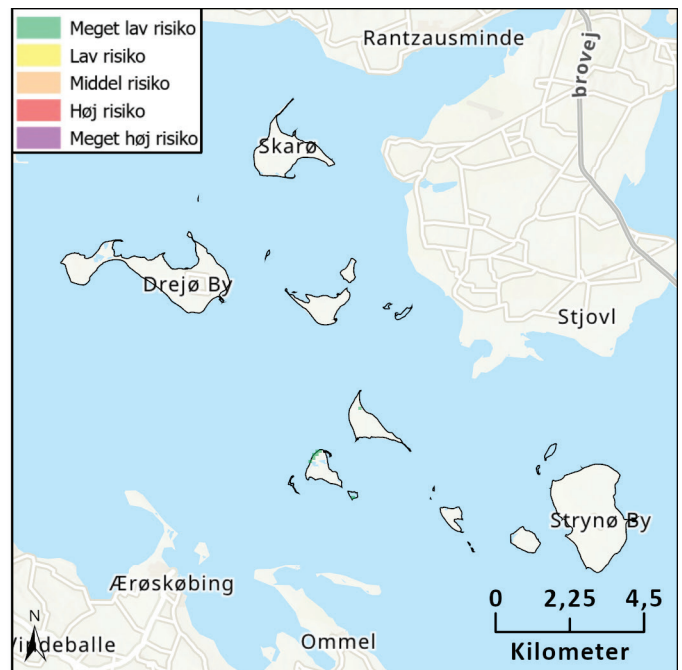 Meget lav risiko
Lav risiko
Middel risiko
Høj risiko
Meget høj risiko
Rantzausminde
brovej
Skarø
Drejø By
Stjovl
Strynø By
Ærøskøbing
Ommel
Vindeballe
N
0 2,25 4,5
Kilometer